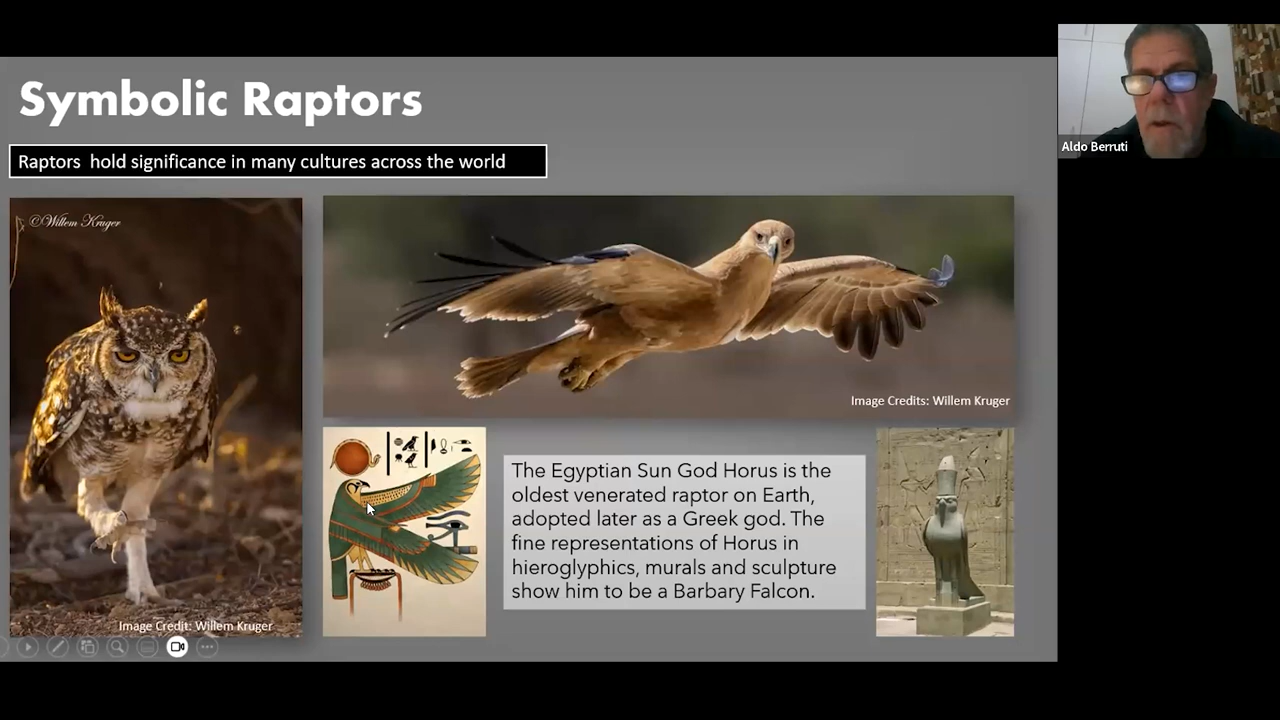 Symbolic Raptors
Raptors hold significance in many cultures across the world
©Willem Kruger
Image Credit: Willem Kruger
Image Credits: Willem Kruger
The Egyptian Sun God Horus is the
oldest venerated raptor on Earth,
adopted later as a Greek god. The
fine representations of Horus in
hieroglyphics, murals and sculpture
show him to be a Barbary Falcon.
Aldo Berruti